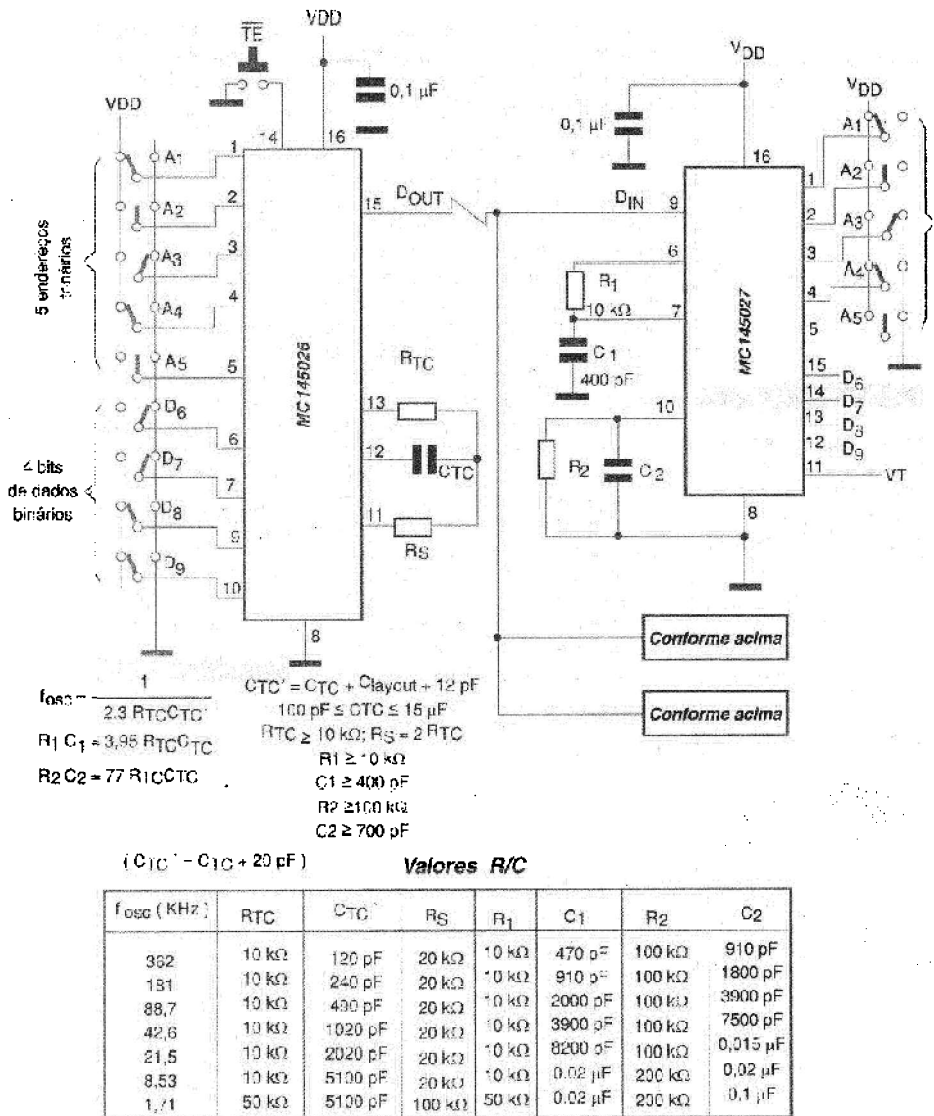 TE
VDD
0,1 µF
VDD
14
16
A1
1
A2
2
A3
3
A4
4
A5
5
D6
6
D7
7
D8
9
D9
10
5 endereços
4 bits
de dados
binários
MC145026
15
DOUT
13
RTC
12
CTC
11
RS
8
VDD
0,1 µF
16
DIN
9
6
R1
10 kΩ
7
C1
400 pF
10
R2
C2
MC145027
VDD
A1
1
A2
2
A3
3
A4
4
A5
5
15
D6
14
D7
13
12
D9
11
VT
8
Conforme acima
Conforme acima
fosc = 1 / 2.3 RTCCTC'
R1 C1 = 3,95 RTCCTC
R2 C2 = 77 RTCCTC
CTC' = CTC + Clayout + 12 pF
100 pF ≤ CTC ≤ 15 µF
RTC ≥ 10 kΩ; RS = 2 RTC
R1 ≥ 10 kΩ
C1 ≥ 400 pF
R2 ≥ 100 kΩ
C2 ≥ 700 pF
(CTC' = CTC + 20 pF)
Valores R/C
fosc (KHz) RTC CTC' RS R1 C1 R2 C2
362 10 kΩ 120 pF 20 kΩ 10 kΩ 470 pF 100 kΩ 910 pF
181 10 kΩ 240 pF 20 kΩ 10 kΩ 910 pF 100 kΩ 1800 pF
88,7 10 kΩ 490 pF 20 kΩ 10 kΩ 2000 pF 100 kΩ 3900 pF
42,6 10 kΩ 1020 pF 20 kΩ 10 kΩ 3900 pF 100 kΩ 7500 pF
21,5 10 kΩ 2020 pF 20 kΩ 10 kΩ 8200 pF 100 kΩ 0,015 µF
8,53 10 kΩ 5100 pF 20 kΩ 10 kΩ 0.02 µF 200 kΩ 0,02 µF
1,71 50 kΩ 5100 pF 100 kΩ 50 kΩ 0.02 µF 200 kΩ 0,1 µF